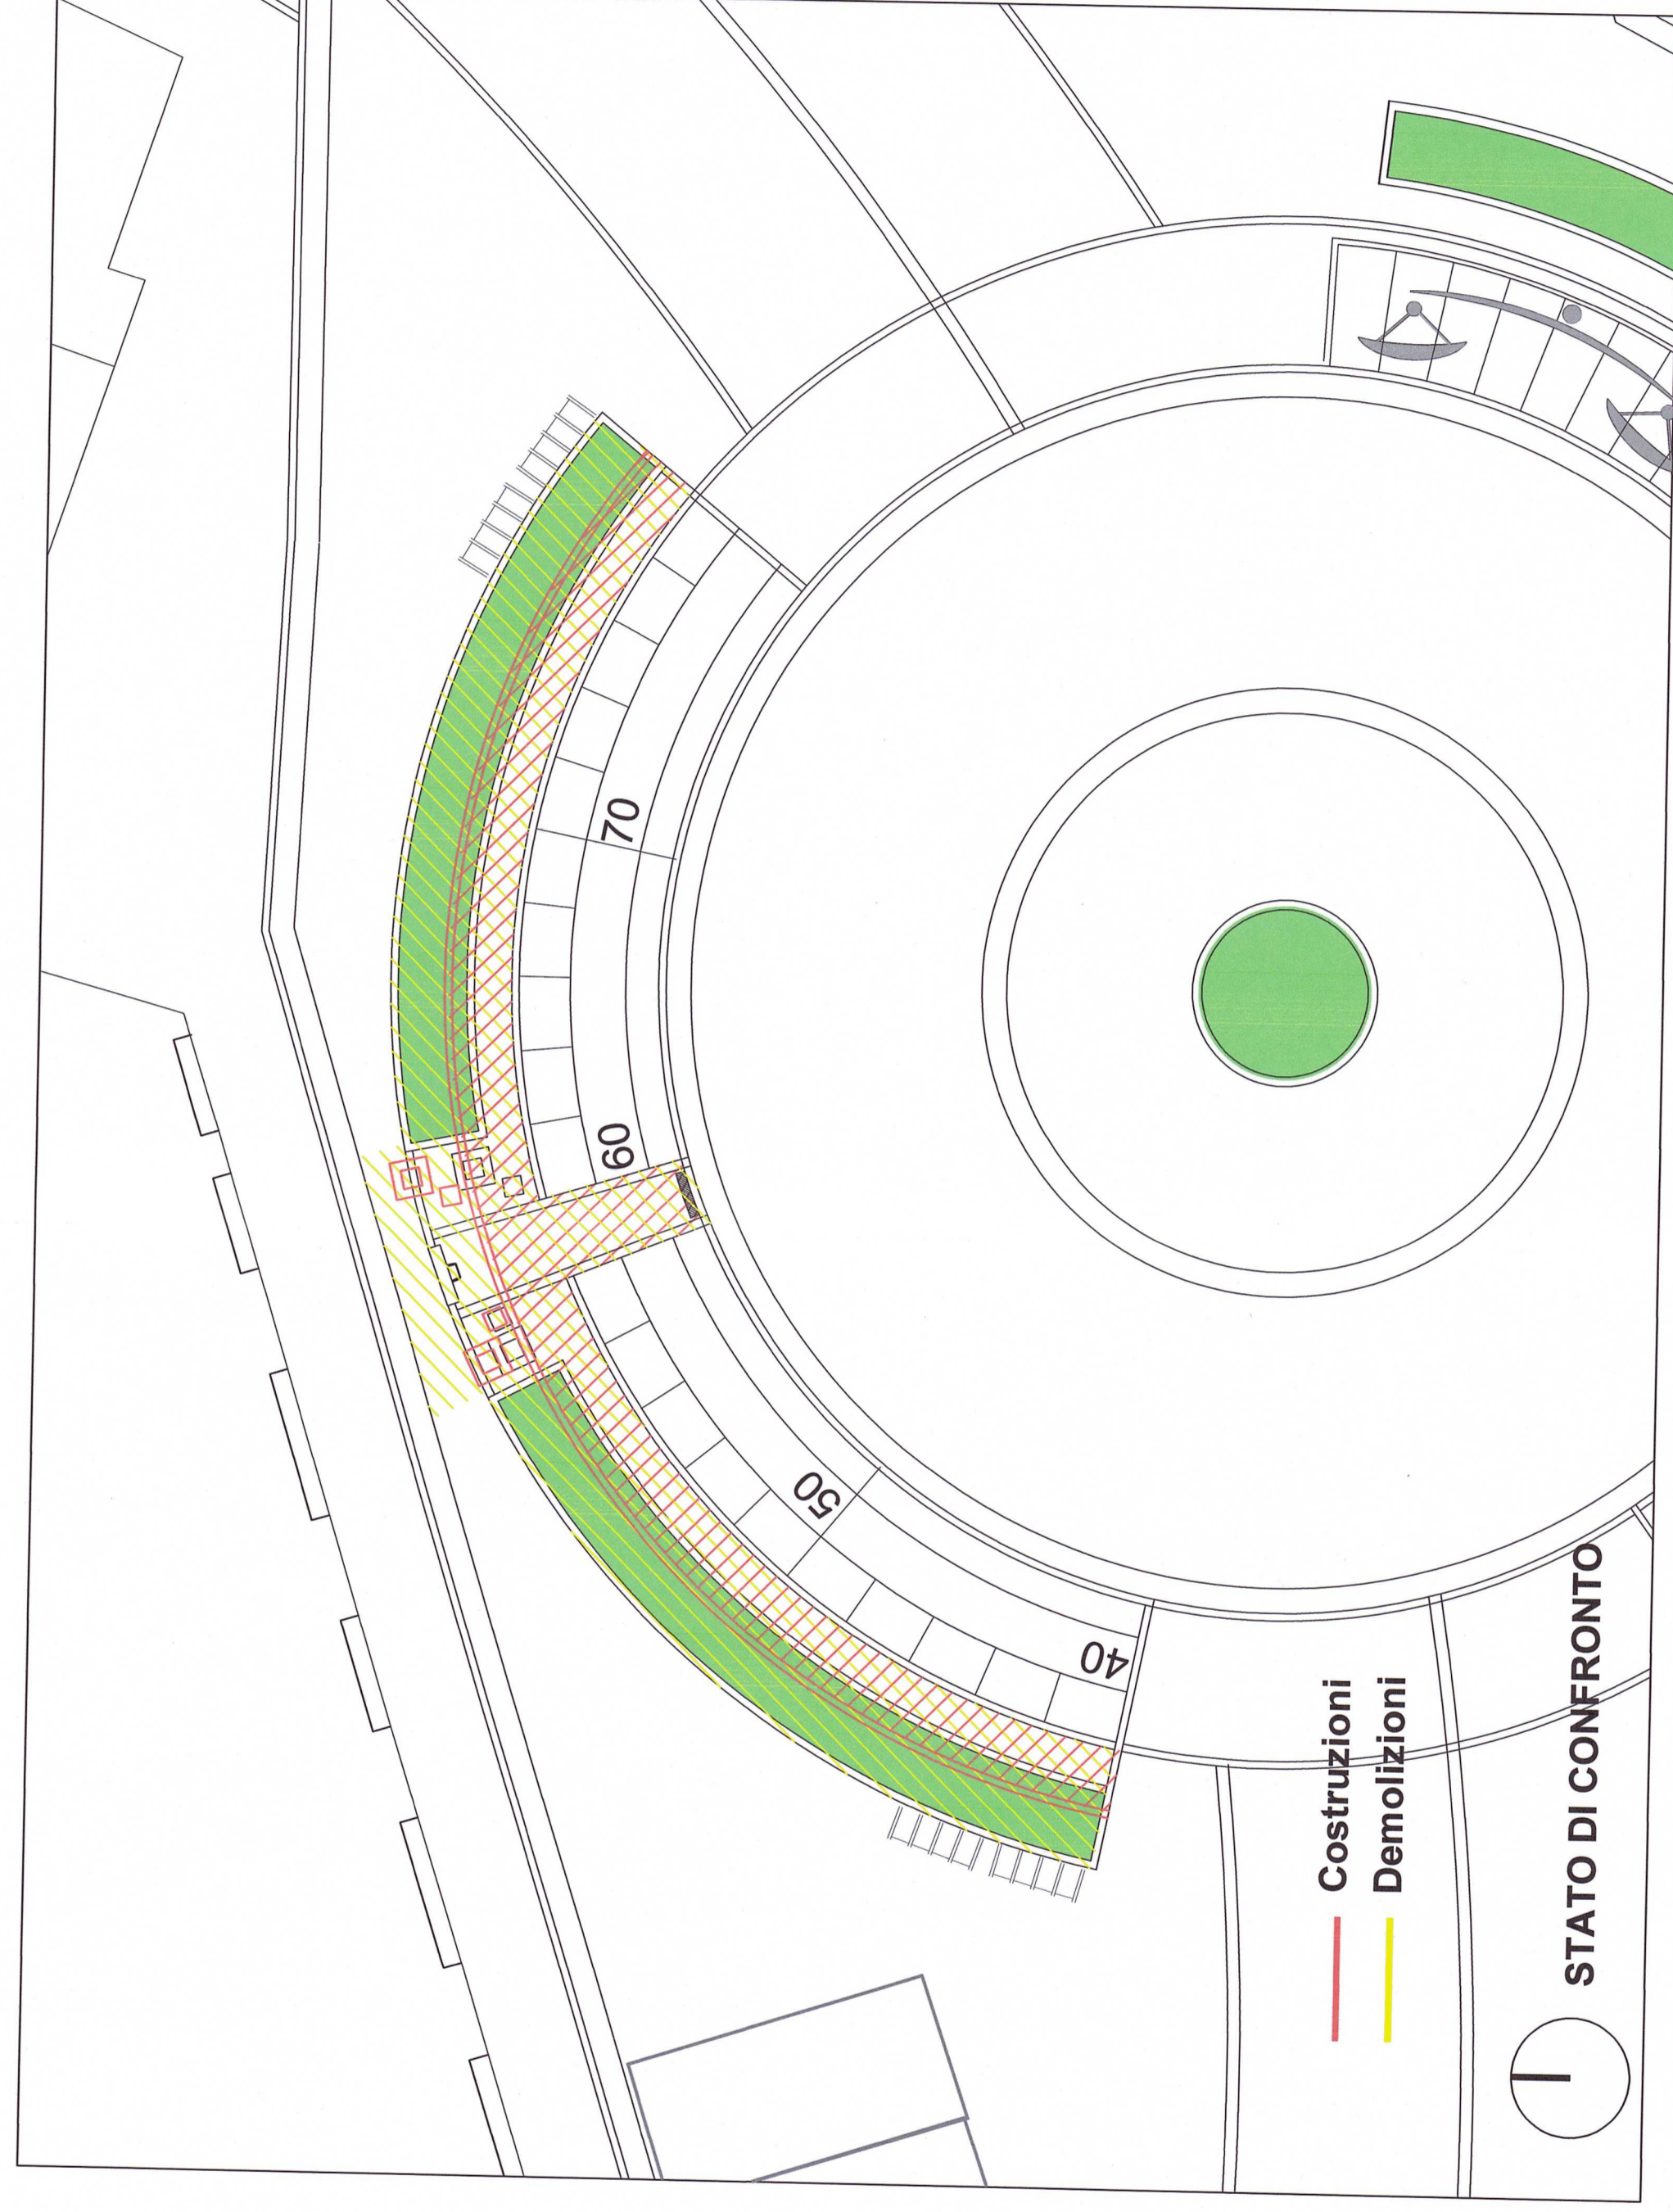 70
60
50
40
Costruzioni
Demolizioni
STATO DI CONFRONTO